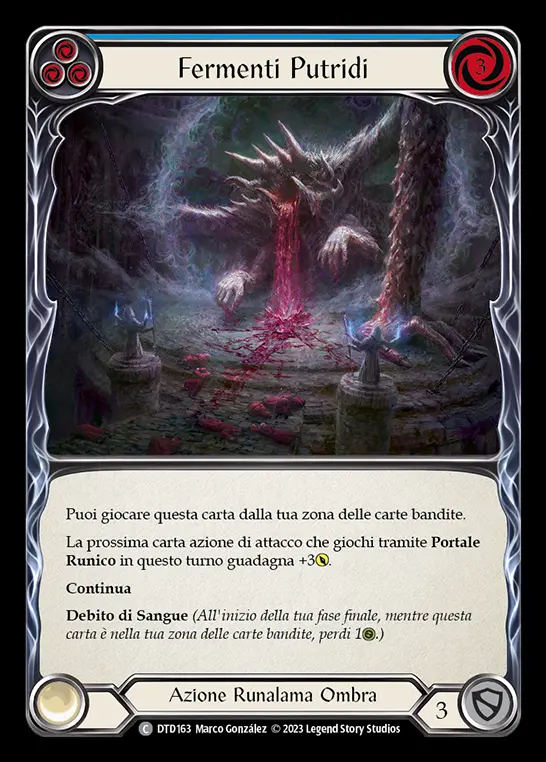 Fermenti Putridi
3
Puoi giocare questa carta dalla tua zona delle carte bandite.
La prossima carta azione di attacco che giochi tramite Portale
Runico in questo turno guadagna +3.
Continua
Debito di Sangue (All'inizio della tua fase finale, mentre questa
carta è nella tua zona delle carte bandite, perdi 1.)
Azione Runalama Ombra
3
C DTD163 Marco González © 2023 Legend Story Studios